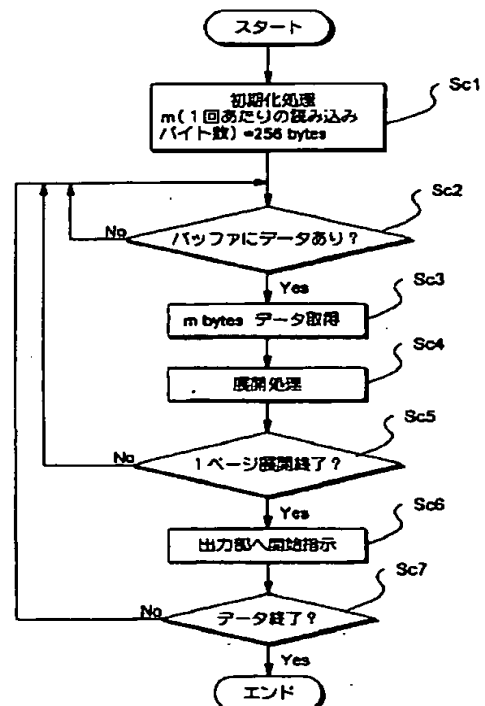 スタート
Sc1
初期化処理
m(1回あたりの読み込み
バイト数)=256 bytes
Sc2
バッファにデータあり?
No
Yes
Sc3
m bytes データ取得
Sc4
展開処理
Sc5
1ページ展開終了?
No
Yes
Sc6
出力部へ開始指示
Sc7
データ終了?
No
Yes
エンド